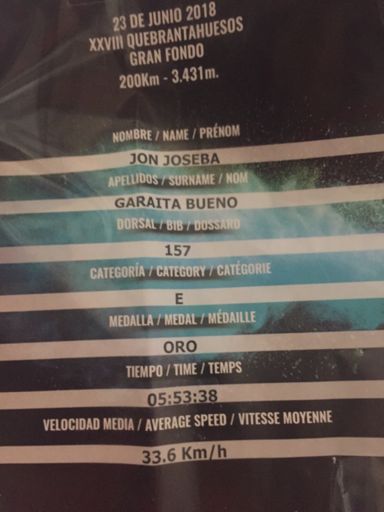 23 DE JUNIO 2018
XXVIII QUEBRANTAHUESOS
GRAN FONDO
200Km - 3.431m.
NOMBRE / NAME / PRÉNOM
JON JOSEBA
APELLIDOS / SURNAME / NOM
GARAITA BUENO
DORSAL / BIB / DOSSARD
157
CATEGORÍA / CATEGORY / CATÉGORIE
E
MEDALLA / MEDAL / MÉDAILLE
ORO
TIEMPO / TIME / TEMPS
05:53:38
VELOCIDAD MEDIA / AVERAGE SPEED / VITESSE MOYENNE
33.6 Km/h